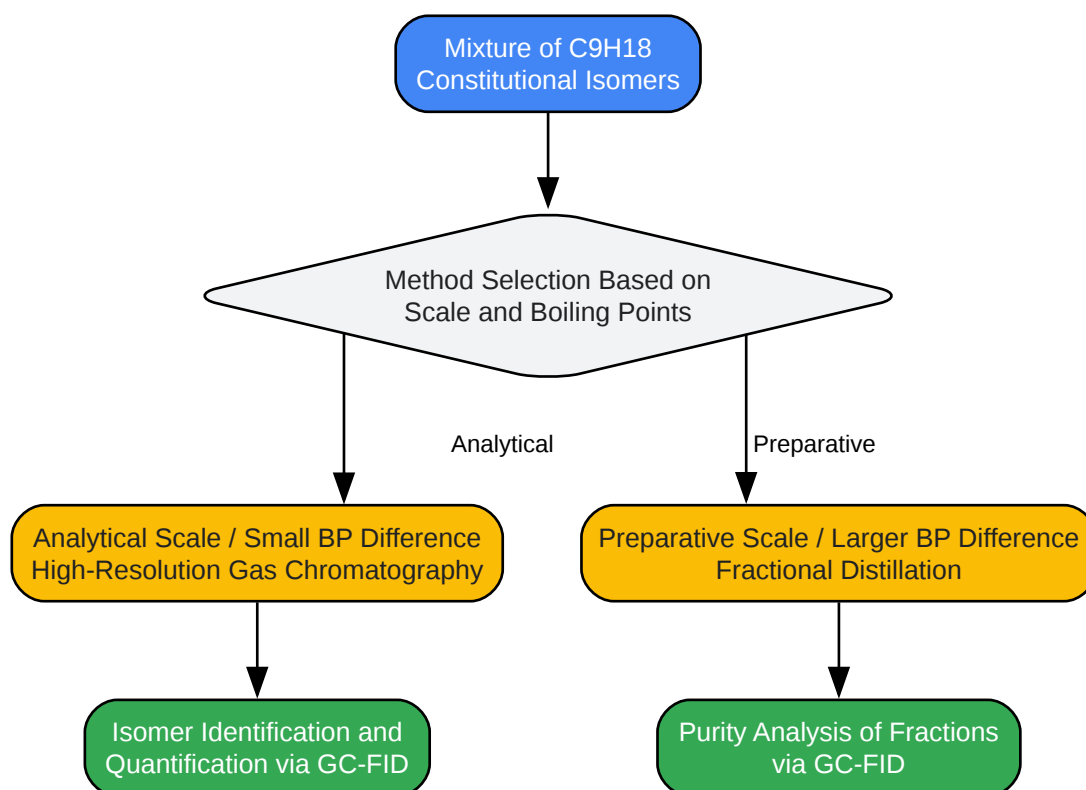 Mixture of C9H18
Constitutional Isomers
Method Selection Based on
Scale and Boiling Points
Analytical
Preparative
Analytical Scale / Small BP Difference
High-Resolution Gas Chromatography
Preparative Scale / Larger BP Difference
Fractional Distillation
Isomer Identification and
Quantification via GC-FID
Purity Analysis of Fractions
via GC-FID